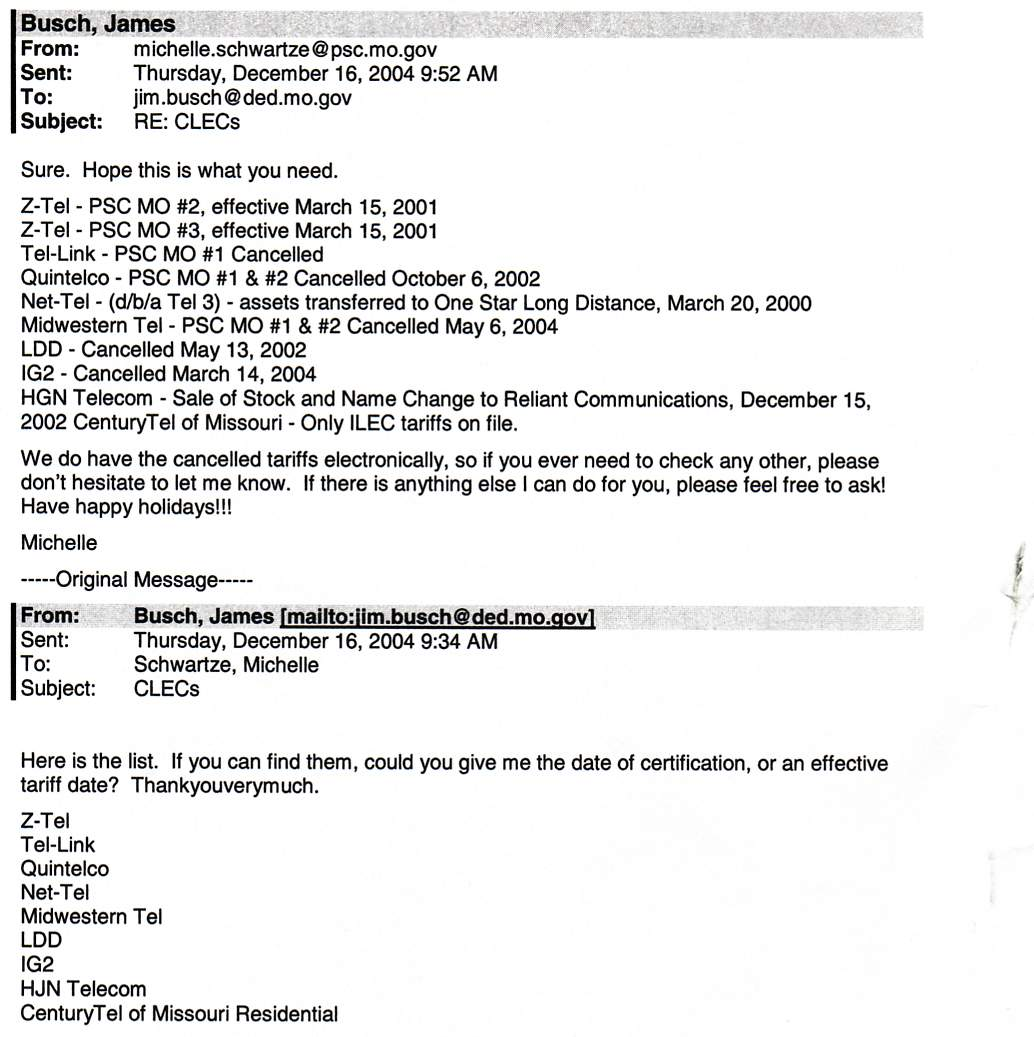 Busch, James
From: michelle.schwartze@psc.mo.gov
Sent: Thursday, December 16, 2004 9:52 AM
To: jim.busch@ded.mo.gov
Subject: RE: CLECs
Sure. Hope this is what you need.
Z-Tel - PSC MO #2, effective March 15, 2001
Z-Tel - PSC MO #3, effective March 15, 2001
Tel-Link - PSC MO #1 Cancelled
Quintelco - PSC MO #1 & #2 Cancelled October 6, 2002
Net-Tel - (d/b/a Tel 3) - assets transferred to One Star Long Distance, March 20, 2000
Midwestern Tel - PSC MO #1 & #2 Cancelled May 6, 2004
LDD - Cancelled May 13, 2002
IG2 - Cancelled March 14, 2004
HGN Telecom - Sale of Stock and Name Change to Reliant Communications, December 15,
2002 CenturyTel of Missouri - Only ILEC tariffs on file.
We do have the cancelled tariffs electronically, so if you ever need to check any other, please
don't hesitate to let me know. If there is anything else I can do for you, please feel free to ask!
Have happy holidays!!!
Michelle
-----Original Message-----
From: Busch, James [mailto:jim.busch@ded.mo.gov]
Sent: Thursday, December 16, 2004 9:34 AM
To: Schwartze, Michelle
Subject: CLECs
Here is the list. If you can find them, could you give me the date of certification, or an effective
tariff date? Thankyouverymuch.
Z-Tel
Tel-Link
Quintelco
Net-Tel
Midwestern Tel
LDD
IG2
HJN Telecom
CenturyTel of Missouri Residential